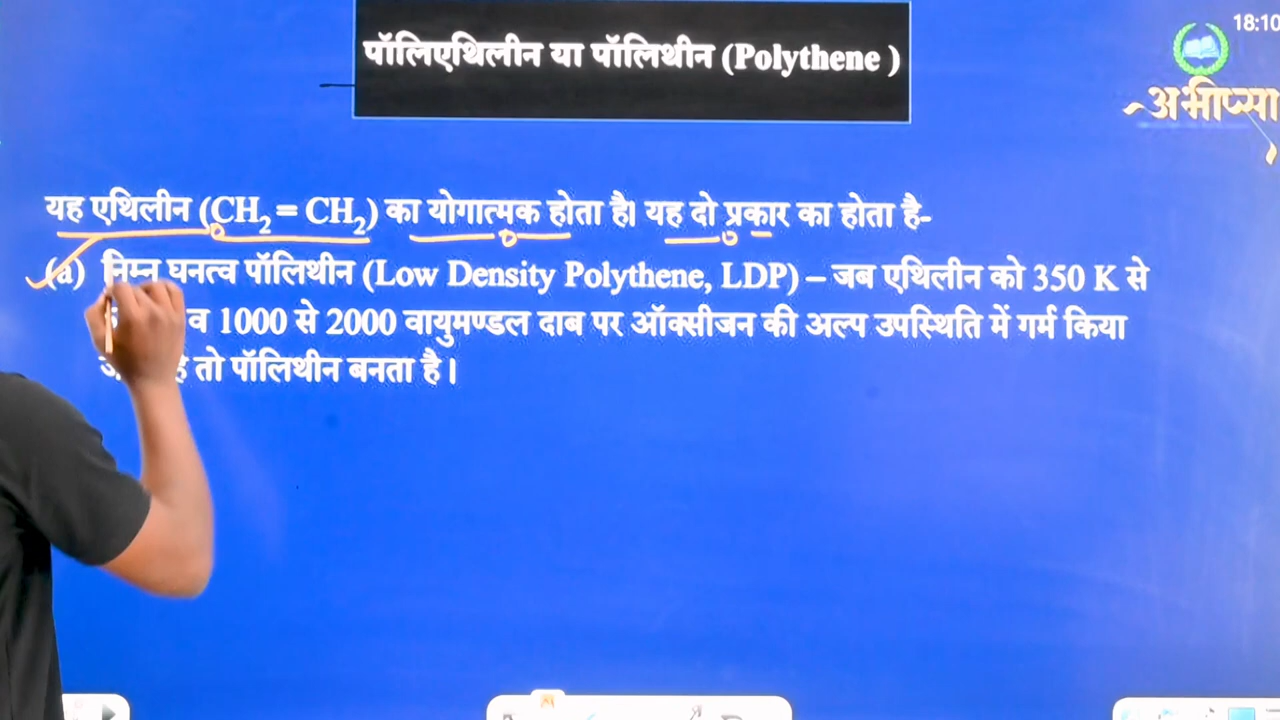 पॉलिएथिलीन या पॉलिथीन (Polythene )
18:10
अभीप्सा
यह एथिलीन (CH₂ = CH₂) का योगात्मक होता है। यह दो प्रकार का होता है-
(a) निम्न घनत्व पॉलिथीन (Low Density Polythene, LDP) – जब एथिलीन को 350 K से
व 1000 से 2000 वायुमण्डल दाब पर ऑक्सीजन की अल्प उपस्थिति में गर्म किया
है तो पॉलिथीन बनता है।